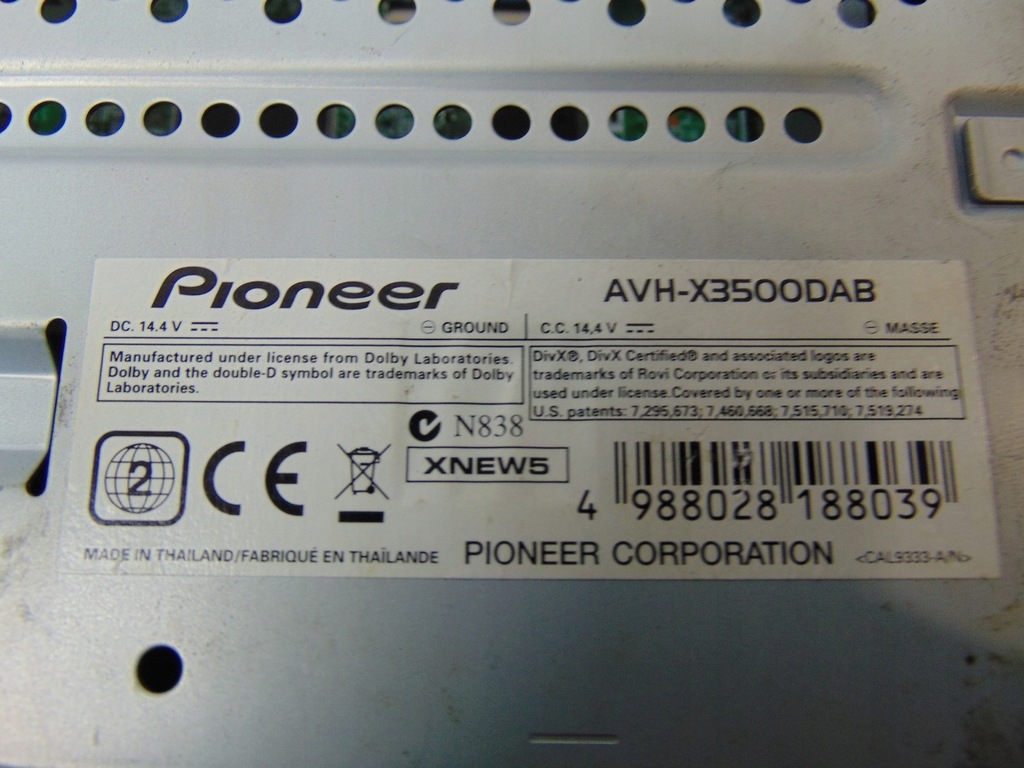 Pioneer
AVH-X3500DAB
DC. 14.4 V ⊖ GROUND
C.C. 14,4 V ⊖ MASSE
Manufactured under license from Dolby Laboratories.
Dolby and the double-D symbol are trademarks of Dolby
Laboratories.
DivX®, DivX Certified® and associated logos are
trademarks of Rovi Corporation or its subsidiaries and are
used under license.Covered by one or more of the following
U.S. patents: 7,295,673; 7,460,668; 7,515,710; 7,519,274
N838
2
CE
XNEW5
4 988028 188039
MADE IN THAILAND/FABRIQUÉ EN THAÏLANDE
PIONEER CORPORATION
<CAL9333-A/N>